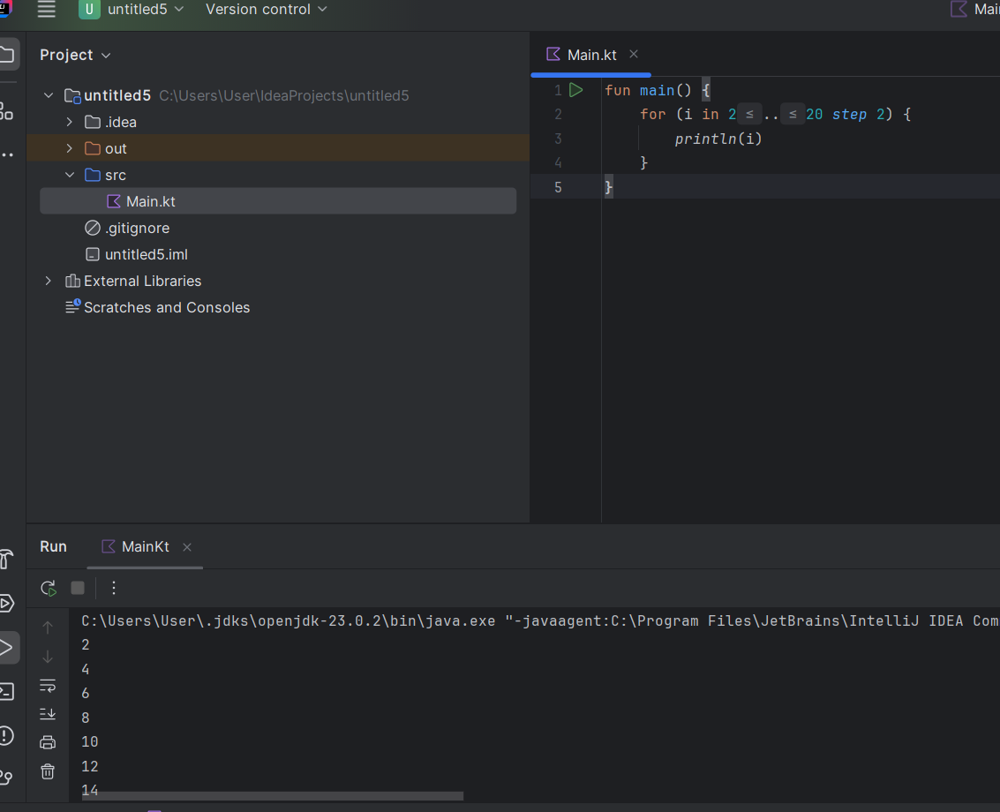 U untitled5 Version control
Project
Main.kt
untitled5 C:\Users\User\IdeaProjects\untitled5
.idea
out
src
Main.kt
.gitignore
untitled5.iml
External Libraries
Scratches and Consoles
1 fun main() {
2 for (i in 2 ≤ .. ≤ 20 step 2) {
3 println(i)
4 }
5 }
Run MainKt
C:\Users\User\.jdks\openjdk-23.0.2\bin\java.exe "-javaagent:C:\Program Files\JetBrains\IntelliJ IDEA Com
2
4
6
8
10
12
14